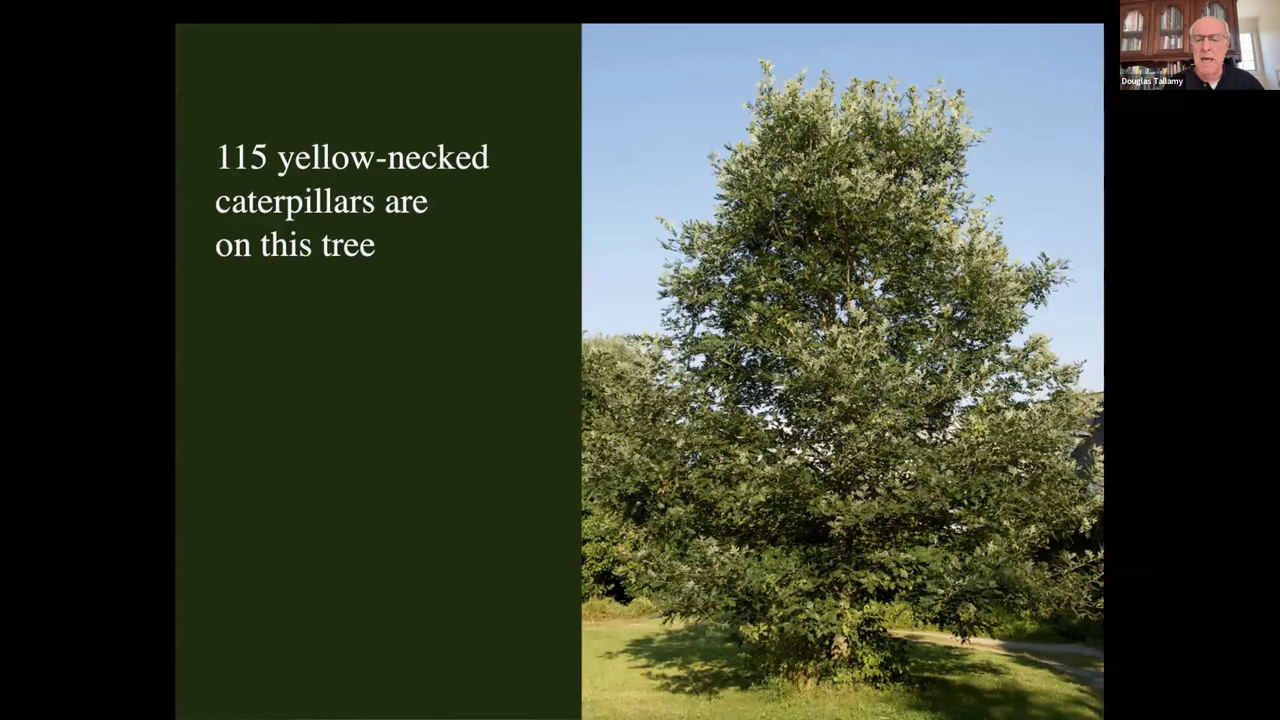 115 yellow-necked
caterpillars are
on this tree
Douglas Tallamy